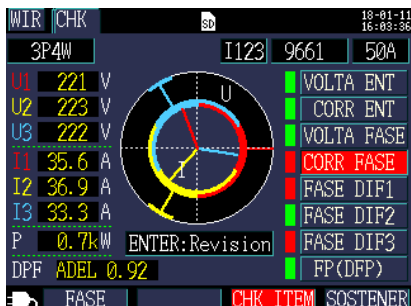 WIR CHK SD 18-01-11
16:03:36
3P4W I123 9661 50A
U1 221 V U VOLTA ENT
U2 223 V CORR ENT
U3 222 V VOLTA FASE
I1 35.6 A I CORR FASE
I2 36.9 A FASE DIF1
I3 33.3 A FASE DIF2
P 0.7kW ENTER:Revision FASE DIF3
DPF ADEL 0.92 FP(DFP)
FASE CHK ITEM SOSTENER